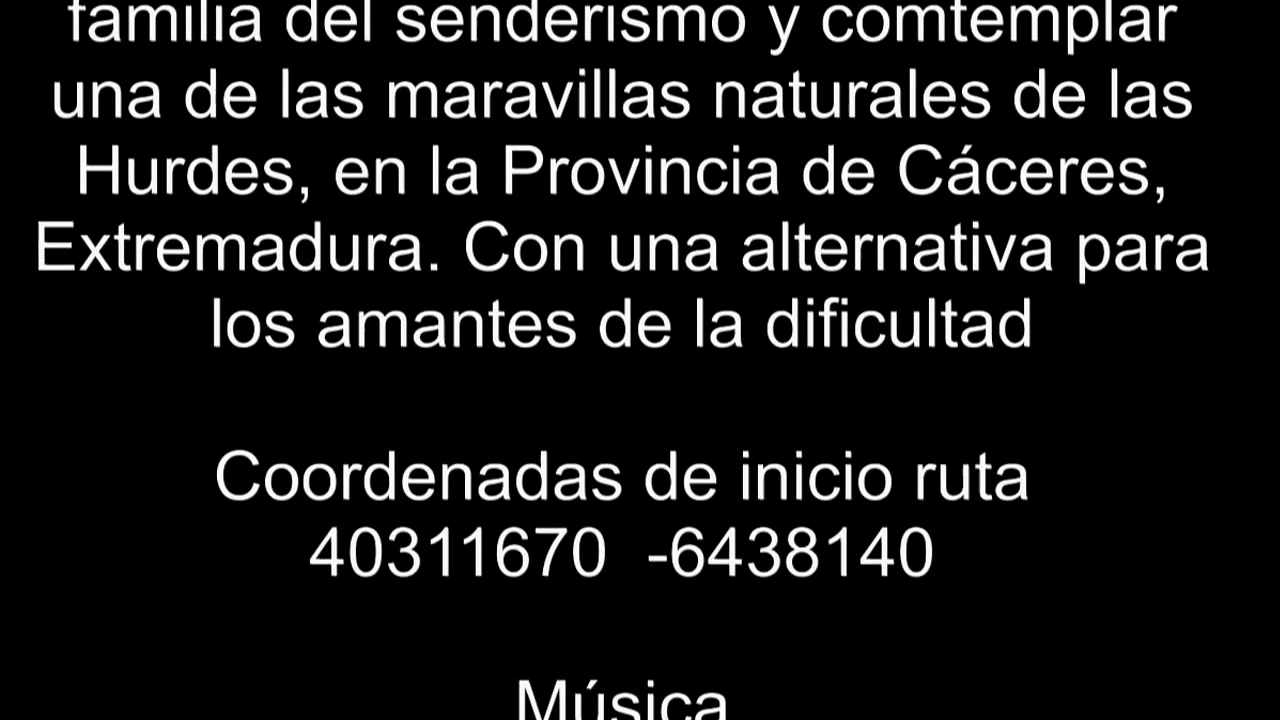 familia del senderismo y comtemplar
una de las maravillas naturales de las
Hurdes, en la Provincia de Cáceres,
Extremadura. Con una alternativa para
los amantes de la dificultad
Coordenadas de inicio ruta
40311670 -6438140
Música